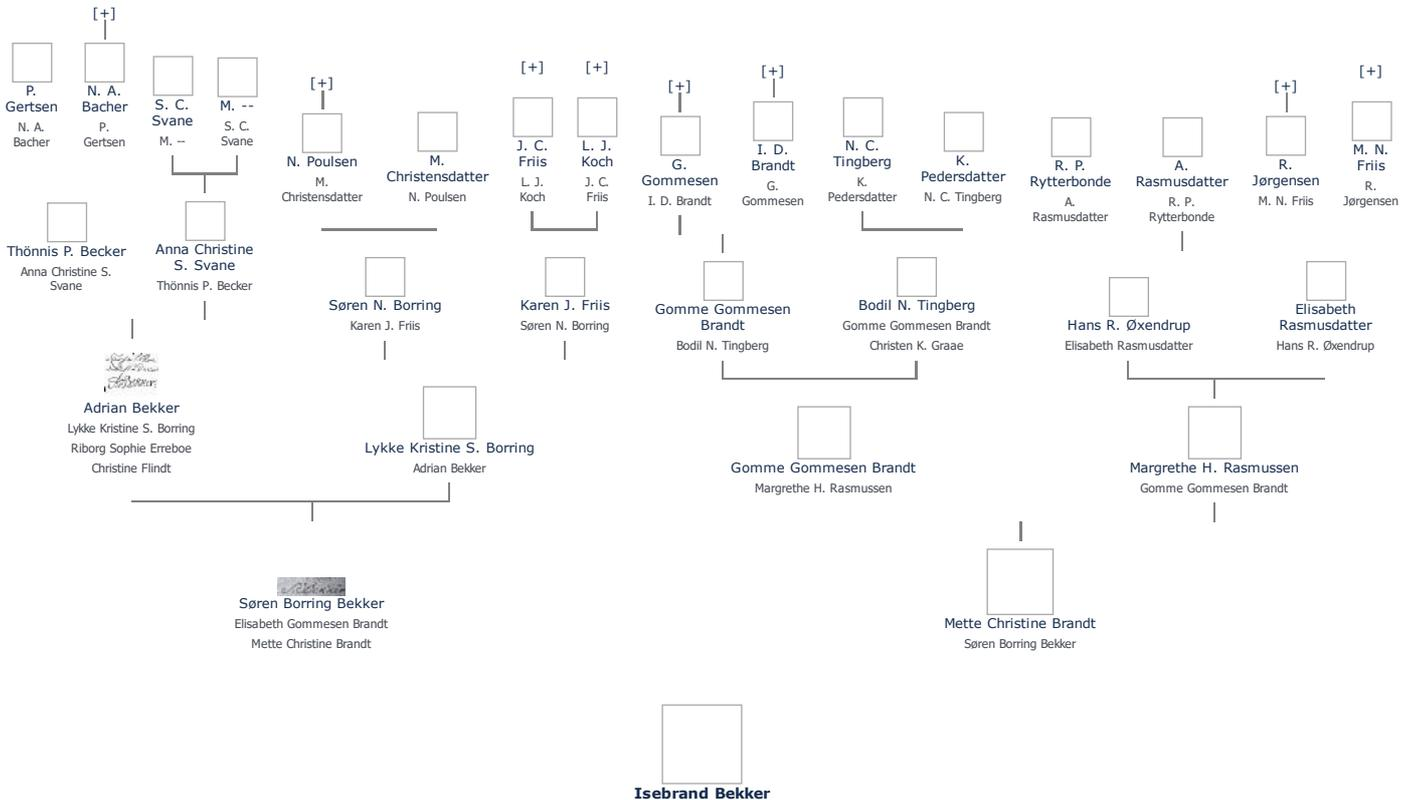 [+]
P.
Gertsen
N. A.
Bacher
N. A.
Bacher
P.
Gertsen
S. C.
Svane
M. --
M. --
S. C.
Svane
[+]
N. Poulsen
M.
Christensdatter
M.
Christensdatter
N. Poulsen
[+]
J. C.
Friis
L. J.
Koch
[+]
L. J.
Koch
J. C.
Friis
[+]
G.
Gommesen
I. D. Brandt
[+]
I. D.
Brandt
G.
Gommesen
N. C.
Tingberg
K.
Pedersdatter
K.
Pedersdatter
N. C. Tingberg
R. P.
Rytterbonde
A.
Rasmusdatter
A.
Rasmusdatter
R. P.
Rytterbonde
[+]
R.
Jørgensen
M. N. Friis
[+]
M. N.
Friis
R.
Jørgensen
Thönnis P. Becker
Anna Christine S.
Svane
Anna Christine
S. Svane
Thönnis P. Becker
Søren N. Borring
Karen J. Friis
Karen J. Friis
Søren N. Borring
Gomme Gommesen
Brandt
Bodil N. Tingberg
Bodil N. Tingberg
Gomme Gommesen Brandt
Christen K. Graae
Hans R. Øxendrup
Elisabeth Rasmusdatter
Elisabeth
Rasmusdatter
Hans R. Øxendrup
Adrian Bekker
Lykke Kristine S. Borring
Riborg Sophie Erreboe
Christine Flindt
Lykke Kristine S. Borring
Adrian Bekker
Gomme Gommesen Brandt
Margrethe H. Rasmussen
Margrethe H. Rasmussen
Gomme Gommesen Brandt
Søren Borring Bekker
Elisabeth Gommesen Brandt
Mette Christine Brandt
Mette Christine Brandt
Søren Borring Bekker
Isebrand Bekker